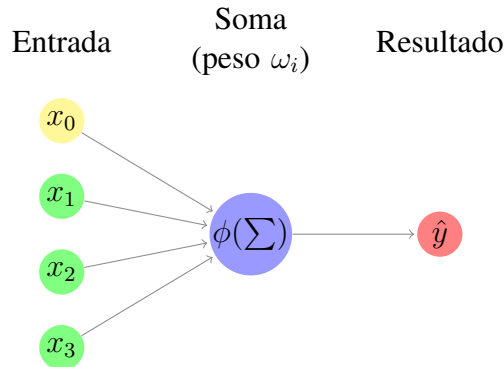 Entrada
Soma
(peso ωᵢ)
Resultado
x₀
x₁
x₂
x₃
ϕ(∑)
ŷ